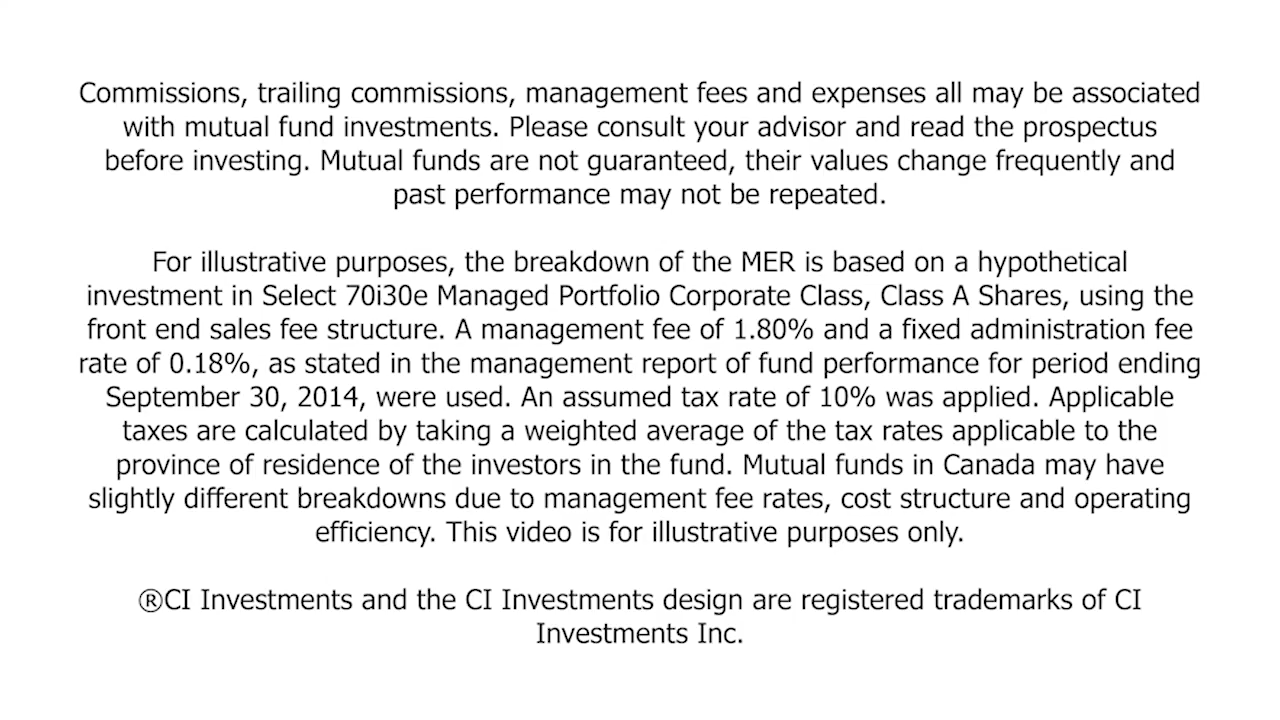 Commissions, trailing commissions, management fees and expenses all may be associated
with mutual fund investments. Please consult your advisor and read the prospectus
before investing. Mutual funds are not guaranteed, their values change frequently and
past performance may not be repeated.
For illustrative purposes, the breakdown of the MER is based on a hypothetical
investment in Select 70i30e Managed Portfolio Corporate Class, Class A Shares, using the
front end sales fee structure. A management fee of 1.80% and a fixed administration fee
rate of 0.18%, as stated in the management report of fund performance for period ending
September 30, 2014, were used. An assumed tax rate of 10% was applied. Applicable
taxes are calculated by taking a weighted average of the tax rates applicable to the
province of residence of the investors in the fund. Mutual funds in Canada may have
slightly different breakdowns due to management fee rates, cost structure and operating
efficiency. This video is for illustrative purposes only.
®CI Investments and the CI Investments design are registered trademarks of CI
Investments Inc.